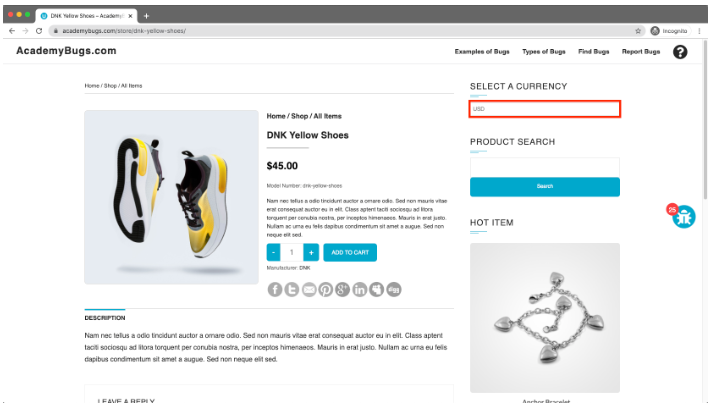 DNK Yellow Shoes – Academy
academybugs.com/store/dnk-yellow-shoes/
Incognito
AcademyBugs.com
Examples of Bugs
Types of Bugs
Find Bugs
Report Bugs
?
Home / Shop / All Items
Home / Shop / All Items
DNK Yellow Shoes
$45.00
Model Number: dnk-yellow-shoes
Nam nec tellus a odio tincidunt auctor a ornare odio. Sed non mauris vitae
erat consequat auctor eu in elit. Class aptent taciti sociosqu ad litora
torquent per conubia nostra, per inceptos himenaeos. Mauris in erat justo.
Nullam ac urna eu felis dapibus condimentum sit amet a augue. Sed non
neque elit sed.
- 1 +
ADD TO CART
Manufacturer: DNK
digg
DESCRIPTION
Nam nec tellus a odio tincidunt auctor a ornare odio. Sed non mauris vitae erat consequat auctor eu in elit. Class aptent
taciti sociosqu ad litora torquent per conubia nostra, per inceptos himenaeos. Mauris in erat justo. Nullam ac urna eu felis
dapibus condimentum sit amet a augue. Sed non neque elit sed.
LEAVE A REPLY
SELECT A CURRENCY
USD
PRODUCT SEARCH
Search
25
HOT ITEM
Anchor Bracelet